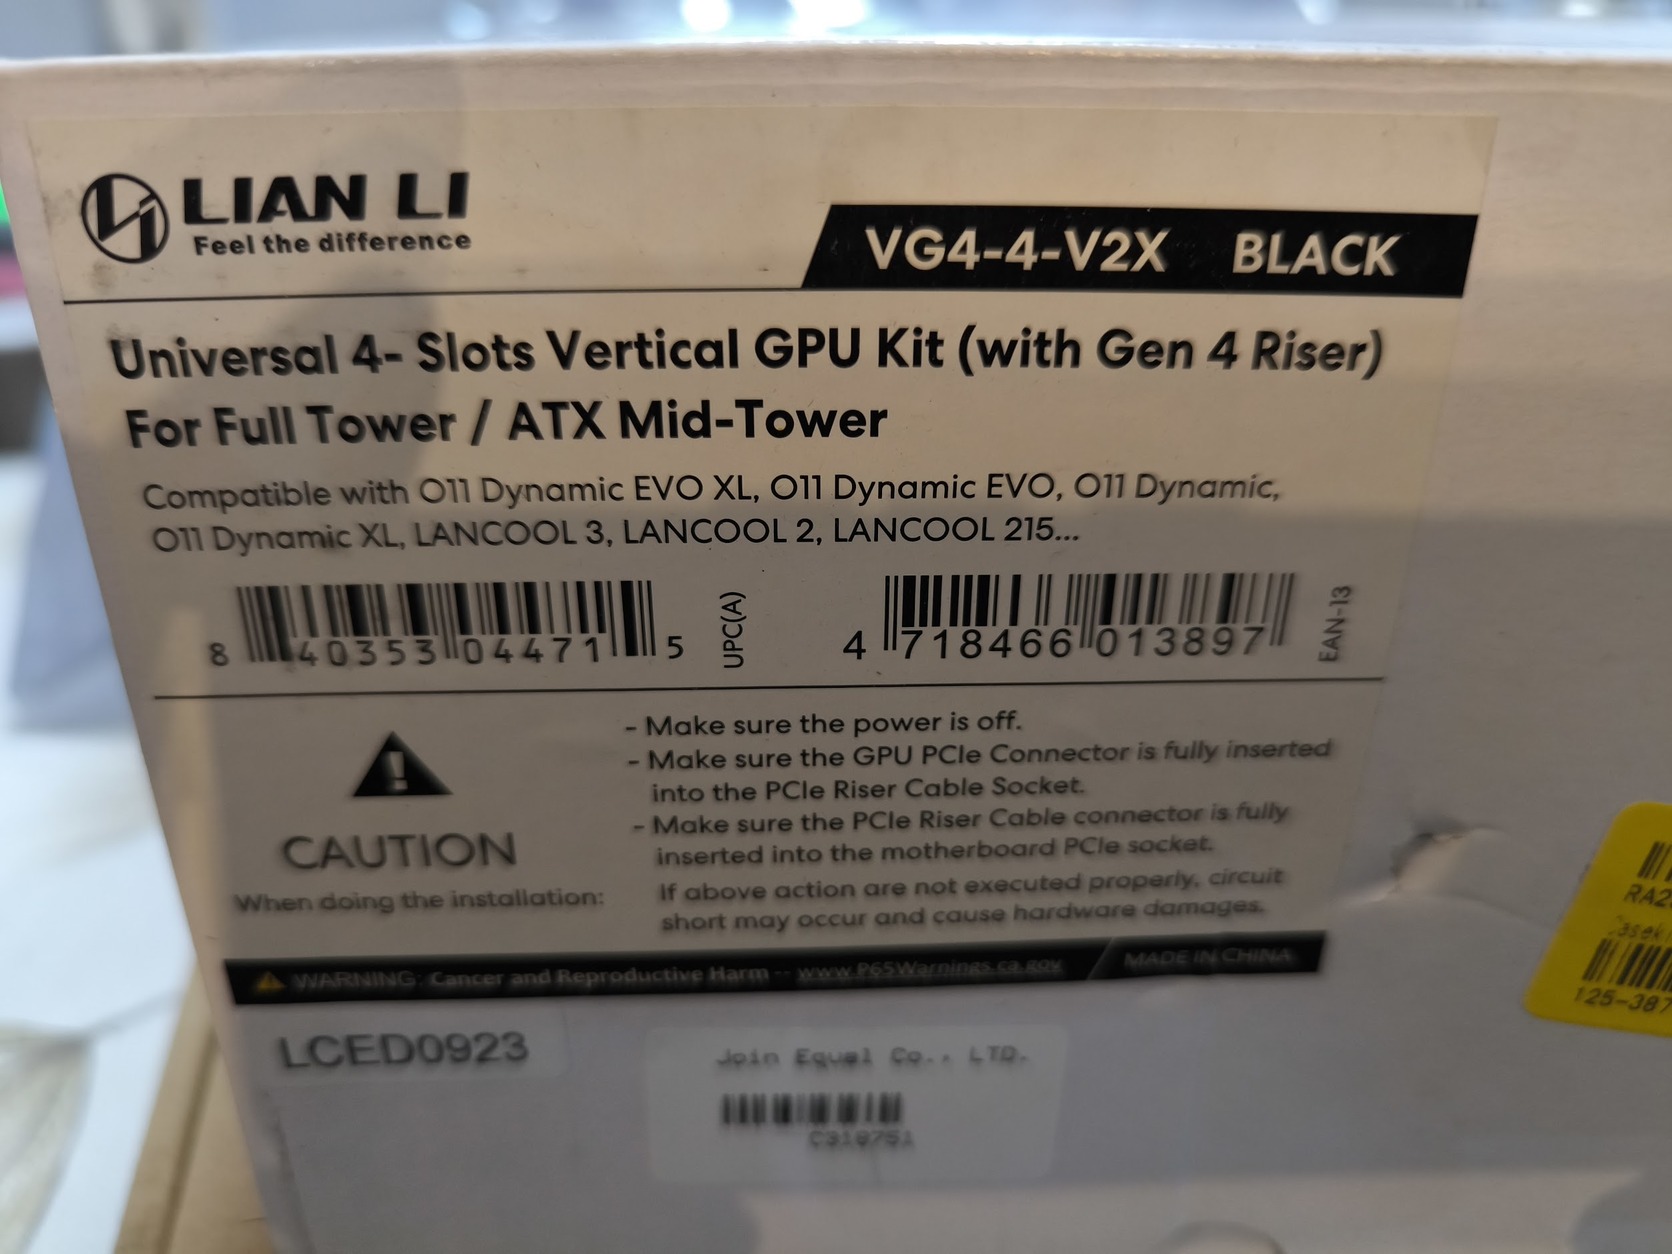 LIAN LI
Feel the difference
VG4-4-V2X BLACK
Universal 4- Slots Vertical GPU Kit (with Gen 4 Riser)
For Full Tower / ATX Mid-Tower
Compatible with O11 Dynamic EVO XL, O11 Dynamic EVO, O11 Dynamic,
O11 Dynamic XL, LANCOOL 3, LANCOOL 2, LANCOOL 215...
8 40353 04471 5
UPC(A)
4 718466 013897
EAN-13
CAUTION
When doing the installation:
- Make sure the power is off.
- Make sure the GPU PCIe Connector is fully inserted
into the PCIe Riser Cable Socket.
- Make sure the PCIe Riser Cable connector is fully
inserted into the motherboard PCIe socket.
If above action are not executed properly, circuit
short may occur and cause hardware damages.
WARNING: Cancer and Reproductive Harm -- www.P65Warnings.ca.gov
MADE IN CHINA
LCED0923
Join Equal Co., LTD.
RA2
125-387